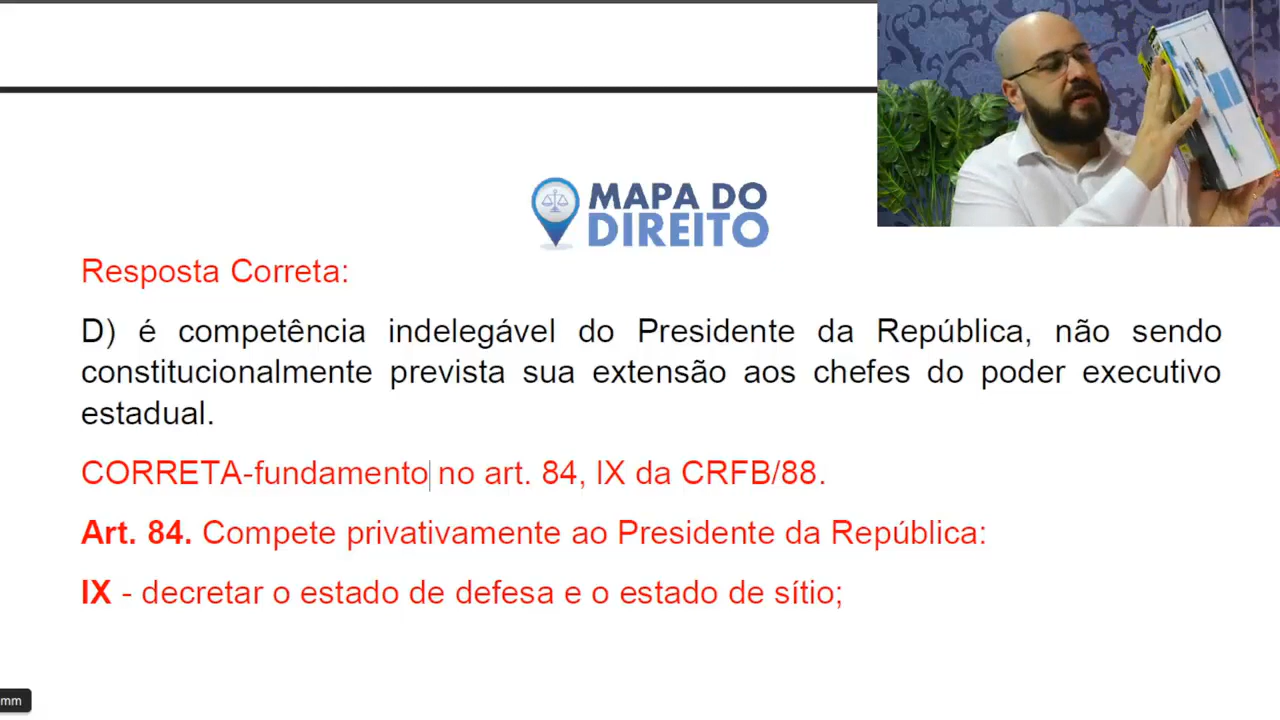 MAPA DO
DIREITO
Resposta Correta:
D) é competência indelegável do Presidente da República, não sendo
constitucionalmente prevista sua extensão aos chefes do poder executivo
estadual.
CORRETA-fundamento no art. 84, IX da CRFB/88.
Art. 84. Compete privativamente ao Presidente da República:
IX - decretar o estado de defesa e o estado de sítio;
mm